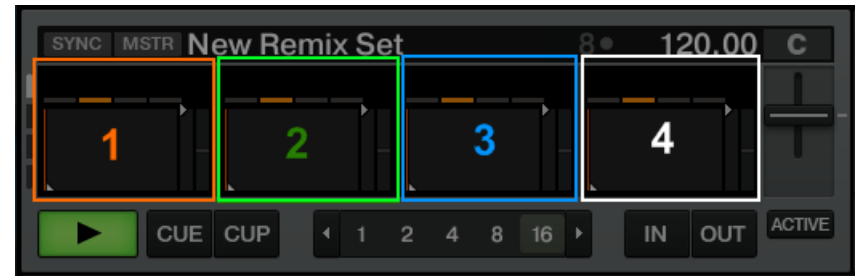 SYNC MSTR New Remix Set 8 120.00 C
1 2 3 4
CUE CUP 1 2 4 8 16 IN OUT ACTIVE